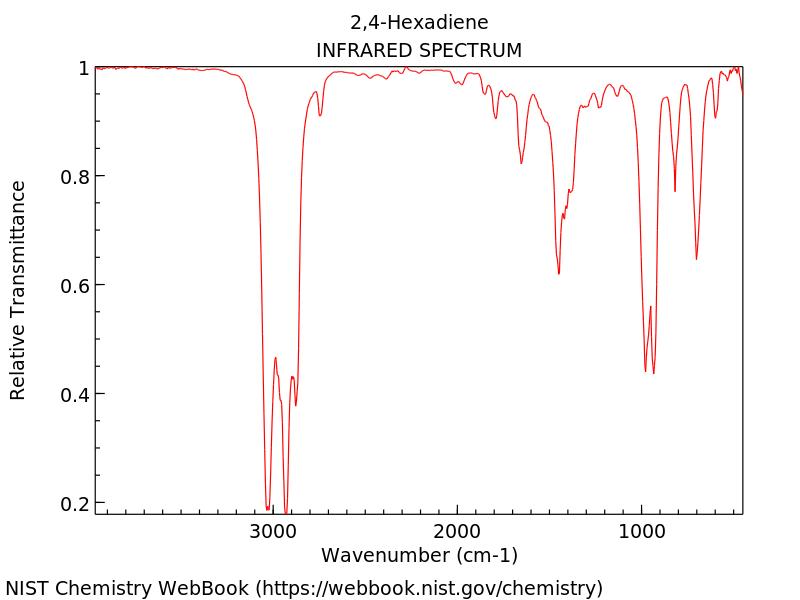 2,4-Hexadiene
INFRARED SPECTRUM
1
0.8
0.6
0.4
0.2
Relative Transmittance
3000 2000 1000
Wavenumber (cm-1)
NIST Chemistry WebBook (https://webbook.nist.gov/chemistry)